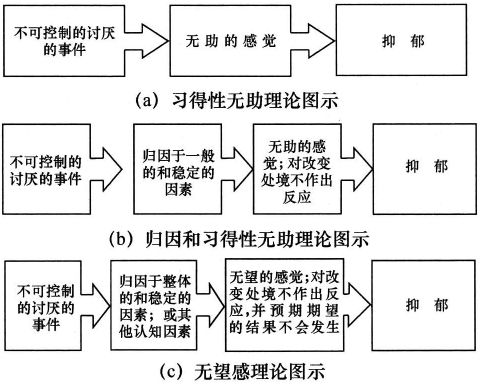 不可控制的讨厌
的事件
无助的感觉
抑郁
(a) 习得性无助理论图示
不可控制的
讨厌的事件
归因于一般
的和稳定的
因素
无助的感
觉;对改变
处境不作出
反应
抑郁
(b) 归因和习得性无助理论图示
不可控制
的讨厌的
事件
归因于整体
的和稳定的
因素；或其
他认知因素
无望的感觉;对改
变处境不作出反
应,并预期期望
的结果不会发生
抑郁
(c) 无望感理论图示